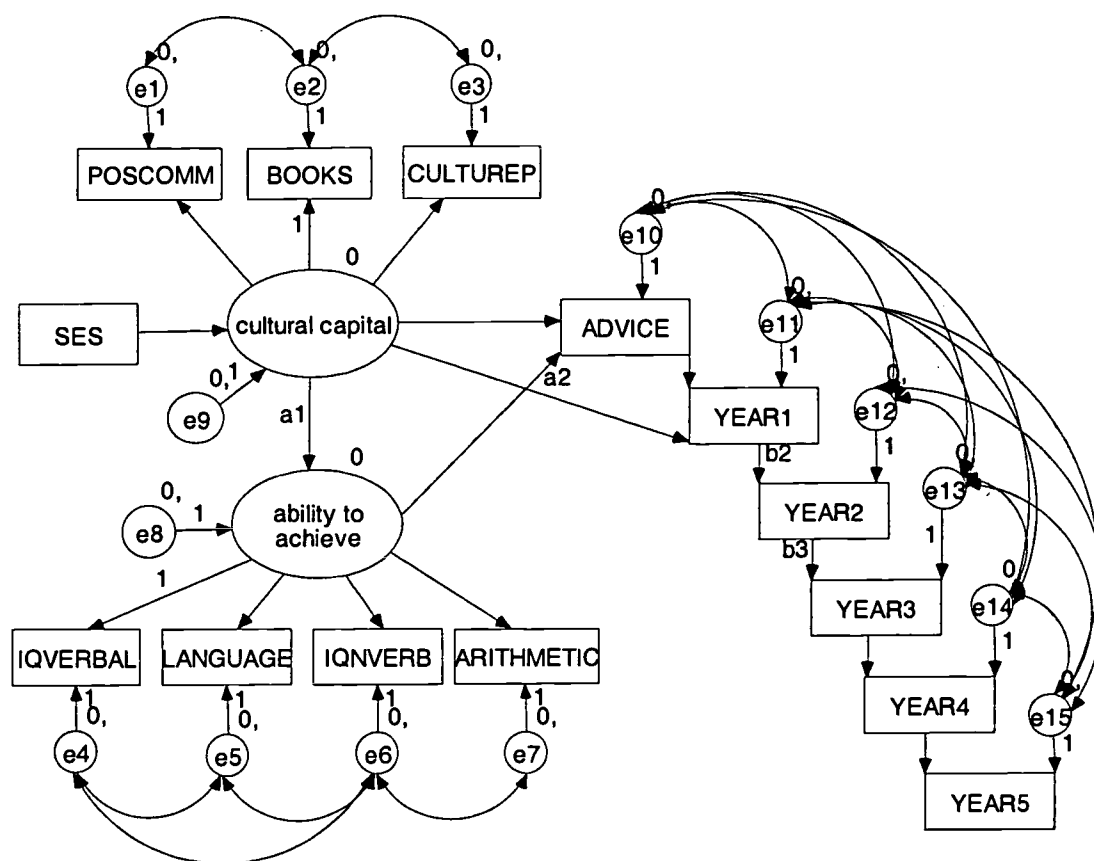 0, 0, 0,
e1 e2 e3
1 1 1
POSCOMM BOOKS CULTUREP
1
0
SES cultural capital
0, 1
e9
a1
0
0, 1
e8
ability to
achieve
1
IQVERBAL LANGUAGE IQNVERB ARITHMETIC
1 1 1 1
0, 0, 0, 0,
e4 e5 e6 e7
0,
e10
1
ADVICE
a2
0,
e11
1
YEAR1
b2
0,
e12
1
YEAR2
b3
0,
e13
1
YEAR3
0
e14
1
YEAR4
0,
e15
1
YEAR5